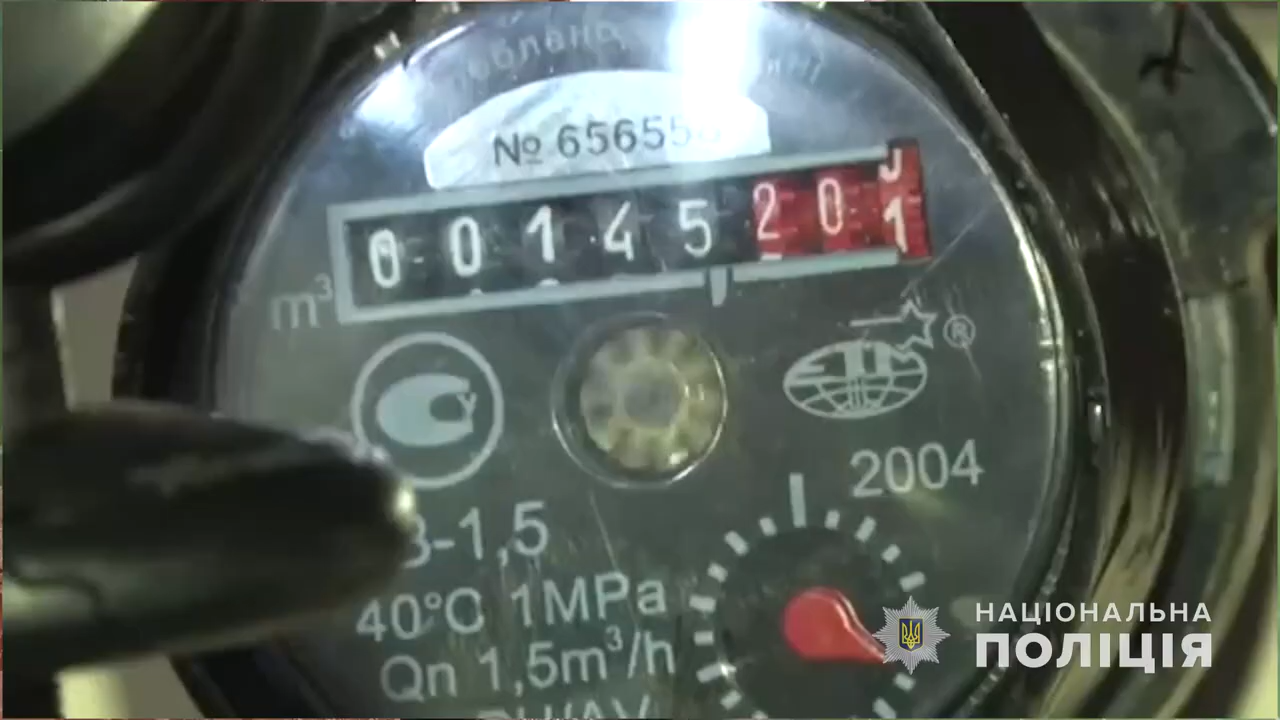 № 65655
00145201
m³
2004
В-1,5
40°C 1MPa
Qn 1,5m³/h
НАЦІОНАЛЬНА
ПОЛІЦІЯ